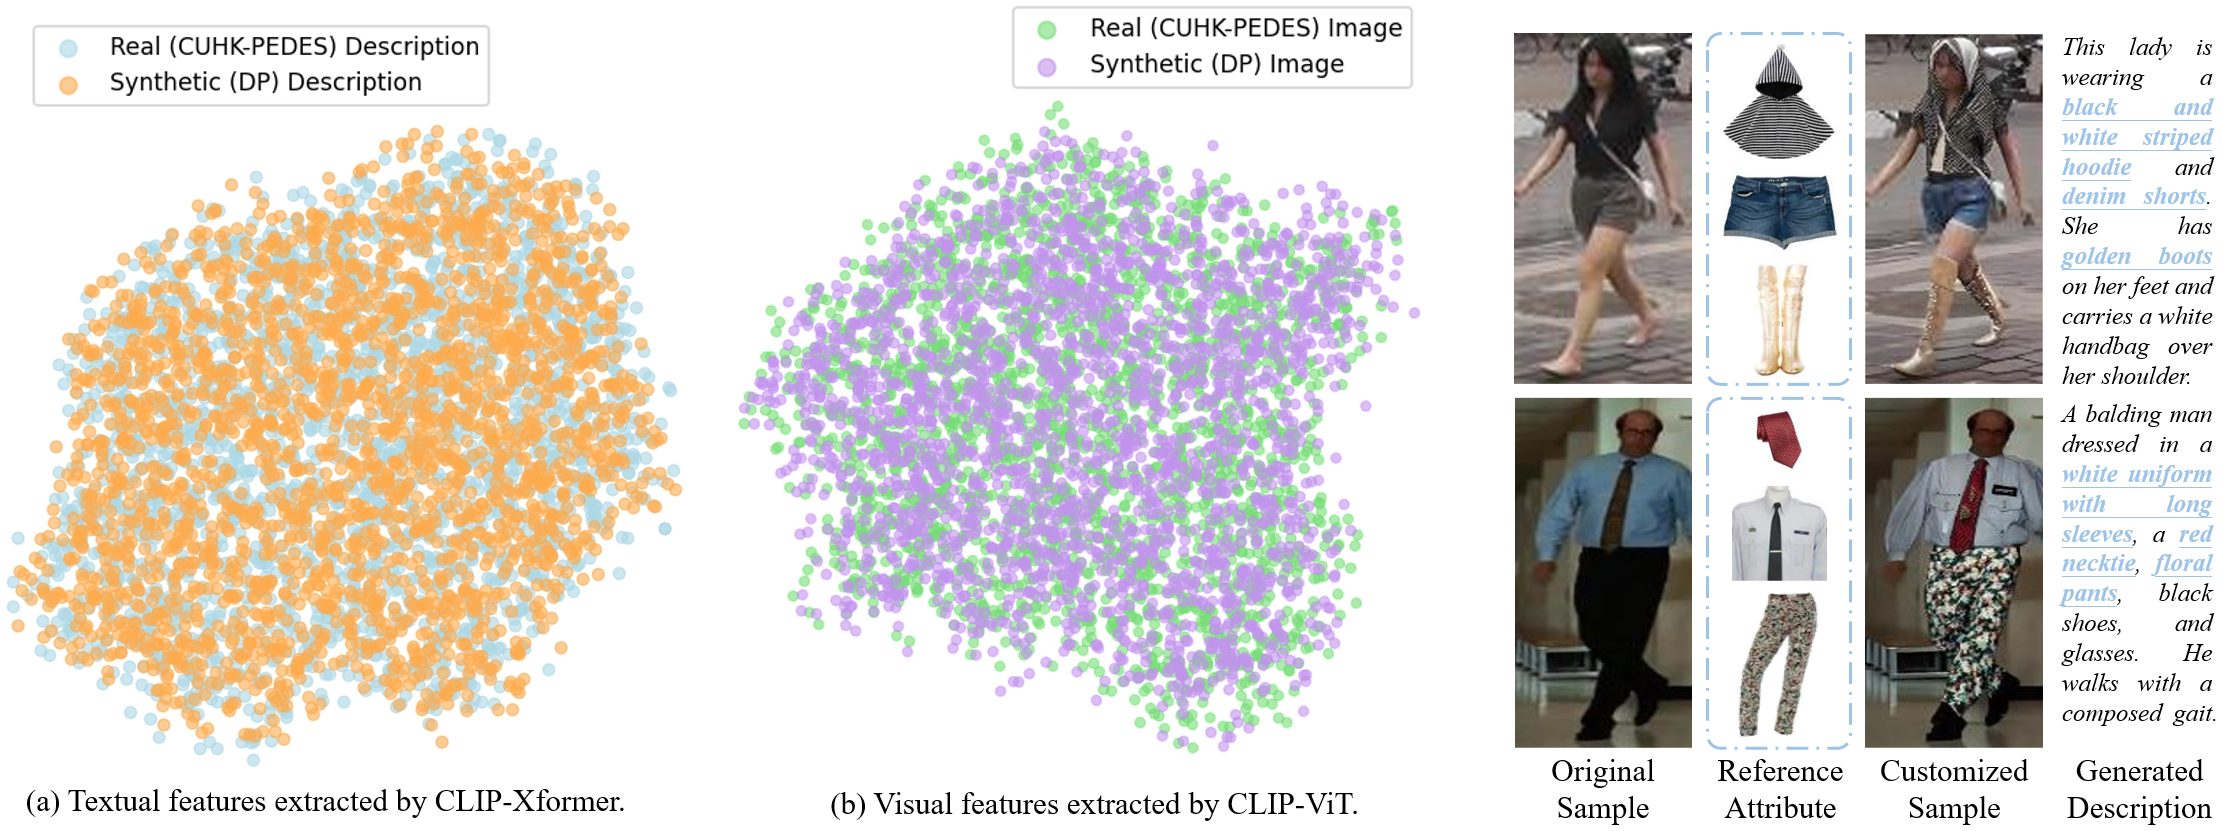 Real (CUHK-PEDES) Description
Synthetic (DP) Description
(a) Textual features extracted by CLIP-Xformer.
Real (CUHK-PEDES) Image
Synthetic (DP) Image
(b) Visual features extracted by CLIP-ViT.
This lady is
wearing a
black and
white striped
hoodie and
denim shorts.
She has
golden boots
on her feet and
carries a white
handbag over
her shoulder.
A balding man
dressed in a
white uniform
with long
sleeves, a red
necktie, floral
pants, black
shoes, and
glasses. He
walks with a
composed gait.
Original
Sample
Reference
Attribute
Customized
Sample
Generated
Description